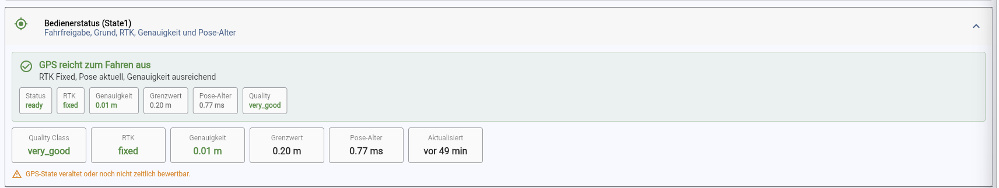 Bedienerstatus (State1)
Fahrfreigabe, Grund, RTK, Genauigkeit und Pose-Alter
GPS reicht zum Fahren aus
RTK Fixed, Pose aktuell, Genauigkeit ausreichend
Status RTK Genauigkeit Grenzwert Pose-Alter Quality
ready fixed 0.01 m 0.20 m 0.77 ms very_good
Quality Class RTK Genauigkeit Grenzwert Pose-Alter Aktualisiert
very_good fixed 0.01 m 0.20 m 0.77 ms vor 49 min
GPS-State veraltet oder noch nicht zeitlich bewertbar.